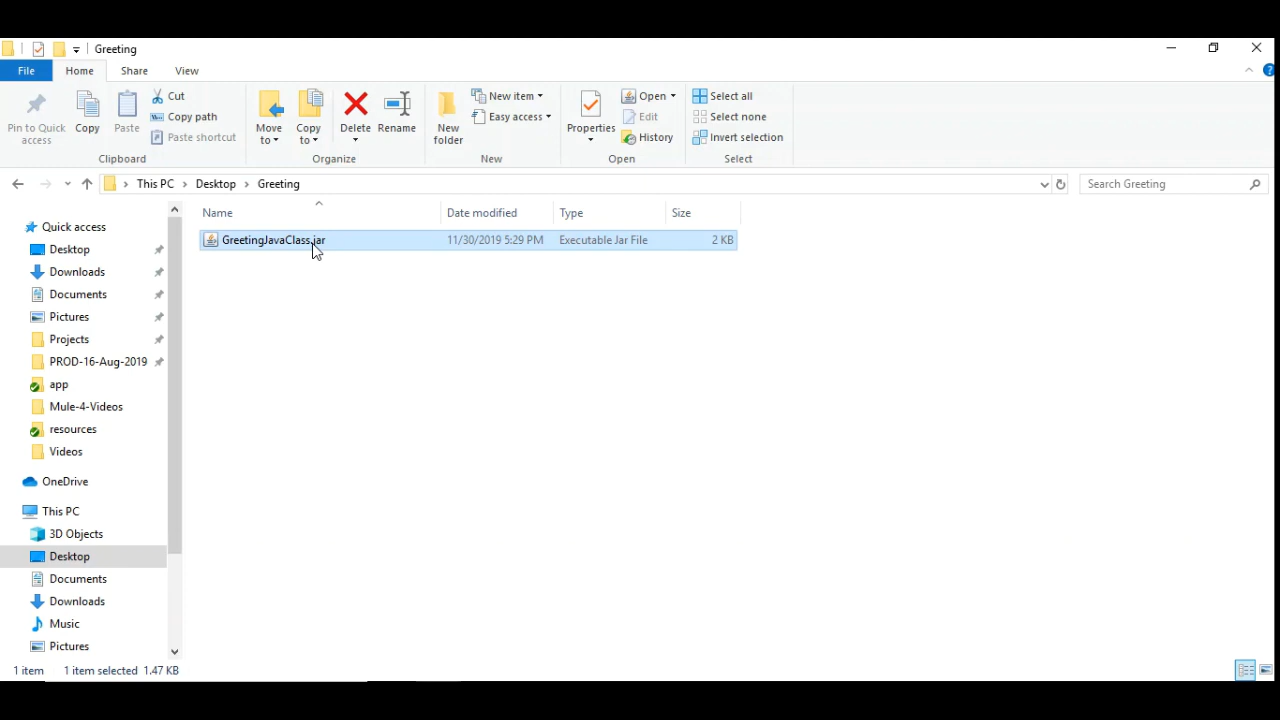 Greeting
File Home Share View
Pin to Quick access
Copy
Paste
Cut
Copy path
Paste shortcut
Clipboard
Move to
Copy to
Delete
Rename
Organize
New folder
New item
Easy access
New
Properties
Open
Edit
History
Open
Select all
Select none
Invert selection
Select
This PC > Desktop > Greeting
Search Greeting
Name Date modified Type Size
GreetingJavaClass.jar 11/30/2019 5:29 PM Executable Jar File 2 KB
Quick access
Desktop
Downloads
Documents
Pictures
Projects
PROD-16-Aug-2019
app
Mule-4-Videos
resources
Videos
OneDrive
This PC
3D Objects
Desktop
Documents
Downloads
Music
Pictures
1 item 1 item selected 1.47 KB